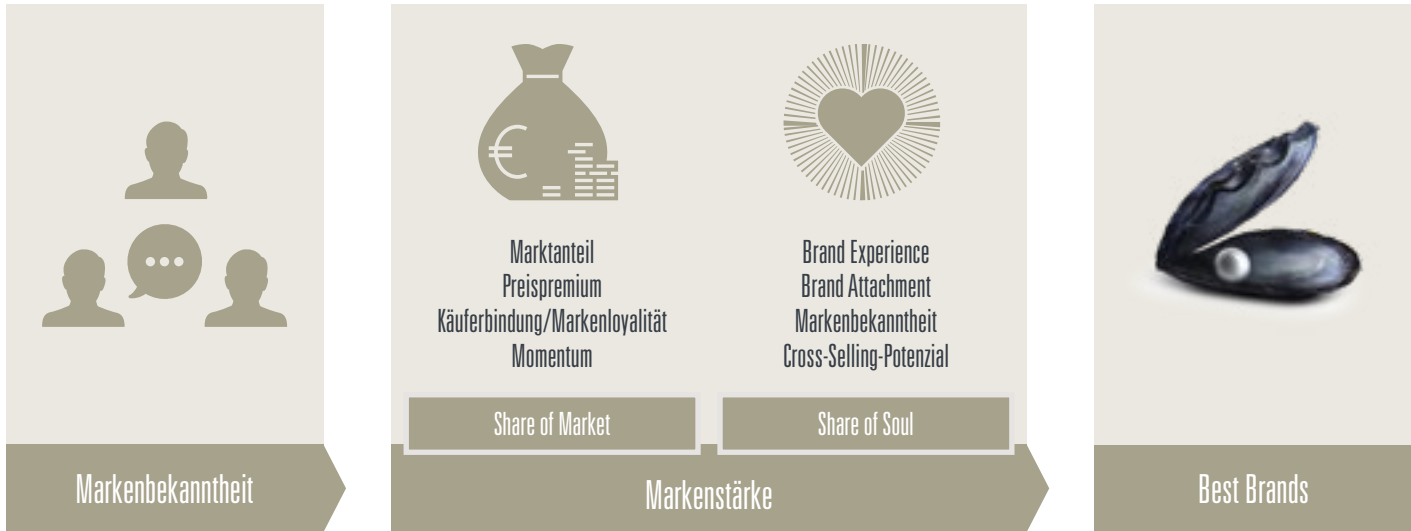 Marktanteil
Preispremium
Käuferbindung/Markenloyalität
Momentum
Share of Market
Brand Experience
Brand Attachment
Markenbekanntheit
Cross-Selling-Potenzial
Share of Soul
Markenbekanntheit
Markenstärke
Best Brands